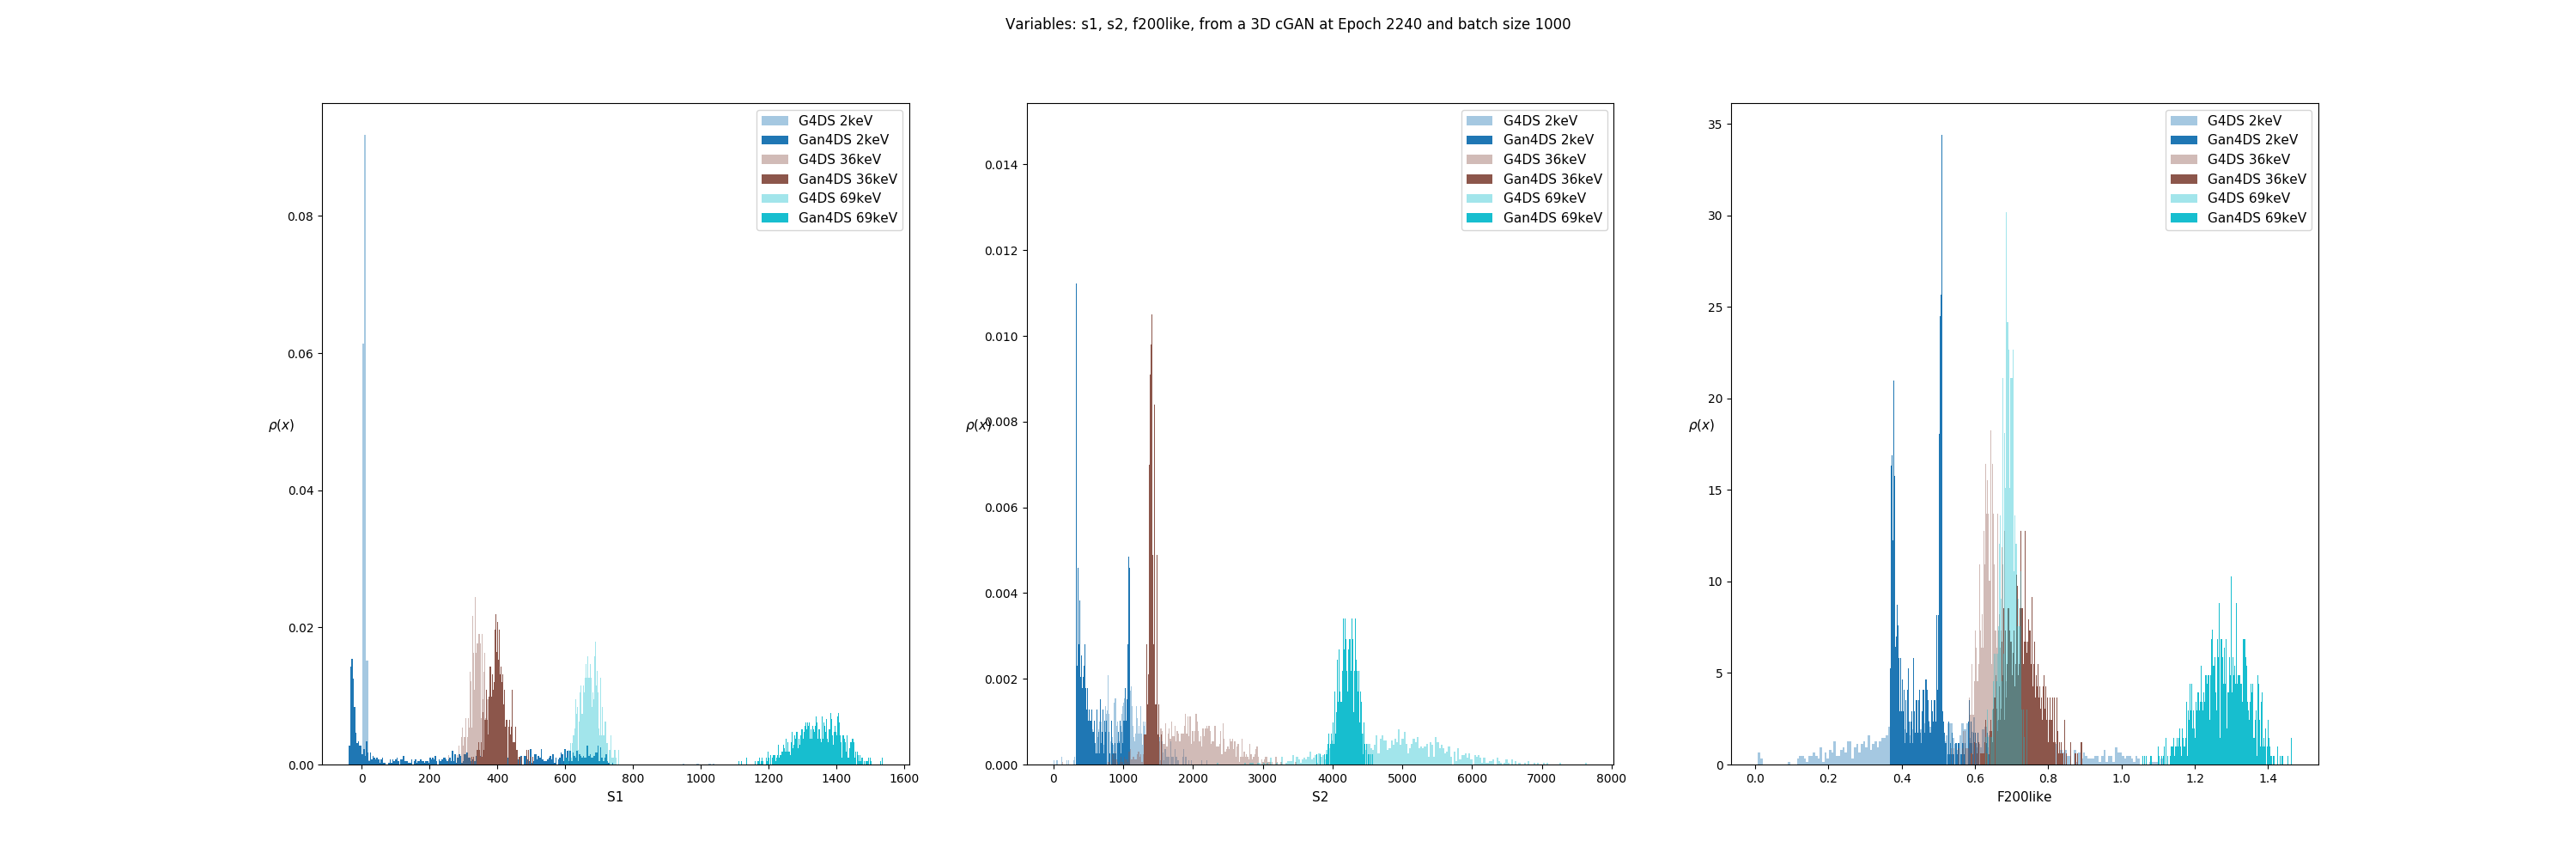 Variables: s1, s2, f200like, from a 3D cGAN at Epoch 2240 and batch size 1000
G4DS 2keV
Gan4DS 2keV
G4DS 36keV
Gan4DS 36keV
G4DS 69keV
Gan4DS 69keV
0.08
0.06
0.04
0.02
0.00
ρ(x)
0 200 400 600 800 1000 1200 1400 1600
S1
G4DS 2keV
Gan4DS 2keV
G4DS 36keV
Gan4DS 36keV
G4DS 69keV
Gan4DS 69keV
0.014
0.012
0.010
0.008
0.006
0.004
0.002
0.000
ρ(x)
0 1000 2000 3000 4000 5000 6000 7000 8000
S2
G4DS 2keV
Gan4DS 2keV
G4DS 36keV
Gan4DS 36keV
G4DS 69keV
Gan4DS 69keV
35
30
25
20
15
10
5
0
ρ(x)
0.0 0.2 0.4 0.6 0.8 1.0 1.2 1.4
F200like